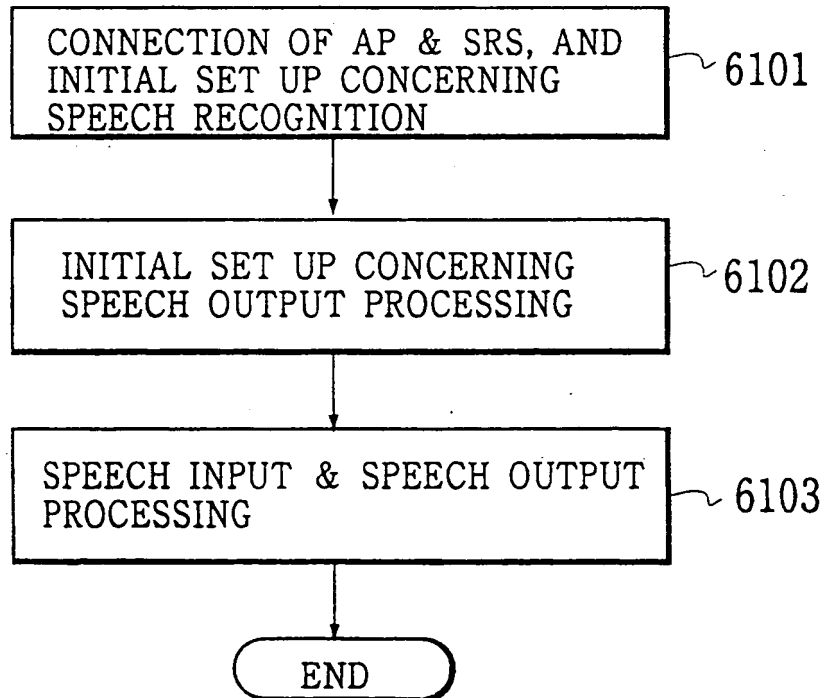 CONNECTION OF AP & SRS, AND
INITIAL SET UP CONCERNING
SPEECH RECOGNITION
6101
INITIAL SET UP CONCERNING
SPEECH OUTPUT PROCESSING
6102
SPEECH INPUT & SPEECH OUTPUT
PROCESSING
6103
END